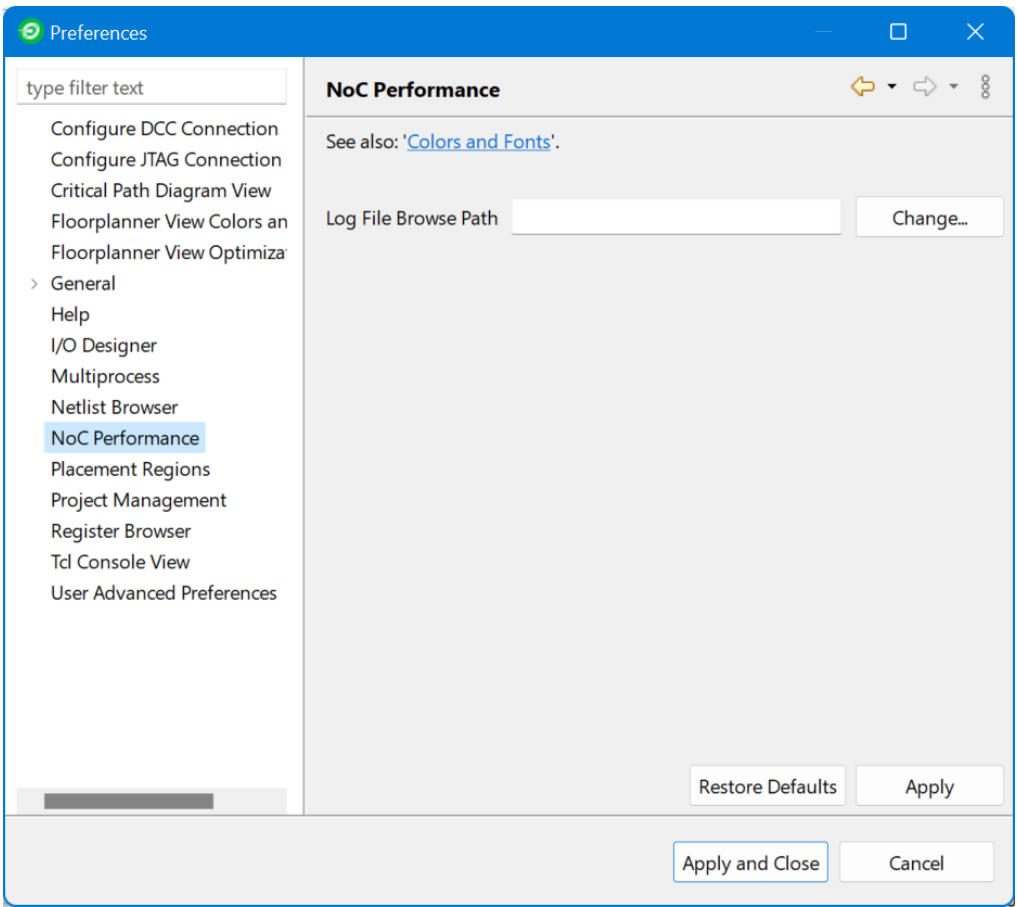 Preferences
type filter text
Configure DCC Connection
Configure JTAG Connection
Critical Path Diagram View
Floorplanner View Colors an
Floorplanner View Optimiza
General
Help
I/O Designer
Multiprocess
Netlist Browser
NoC Performance
Placement Regions
Project Management
Register Browser
Tcl Console View
User Advanced Preferences
NoC Performance
See also: 'Colors and Fonts'.
Log File Browse Path
Change...
Restore Defaults
Apply
Apply and Close
Cancel